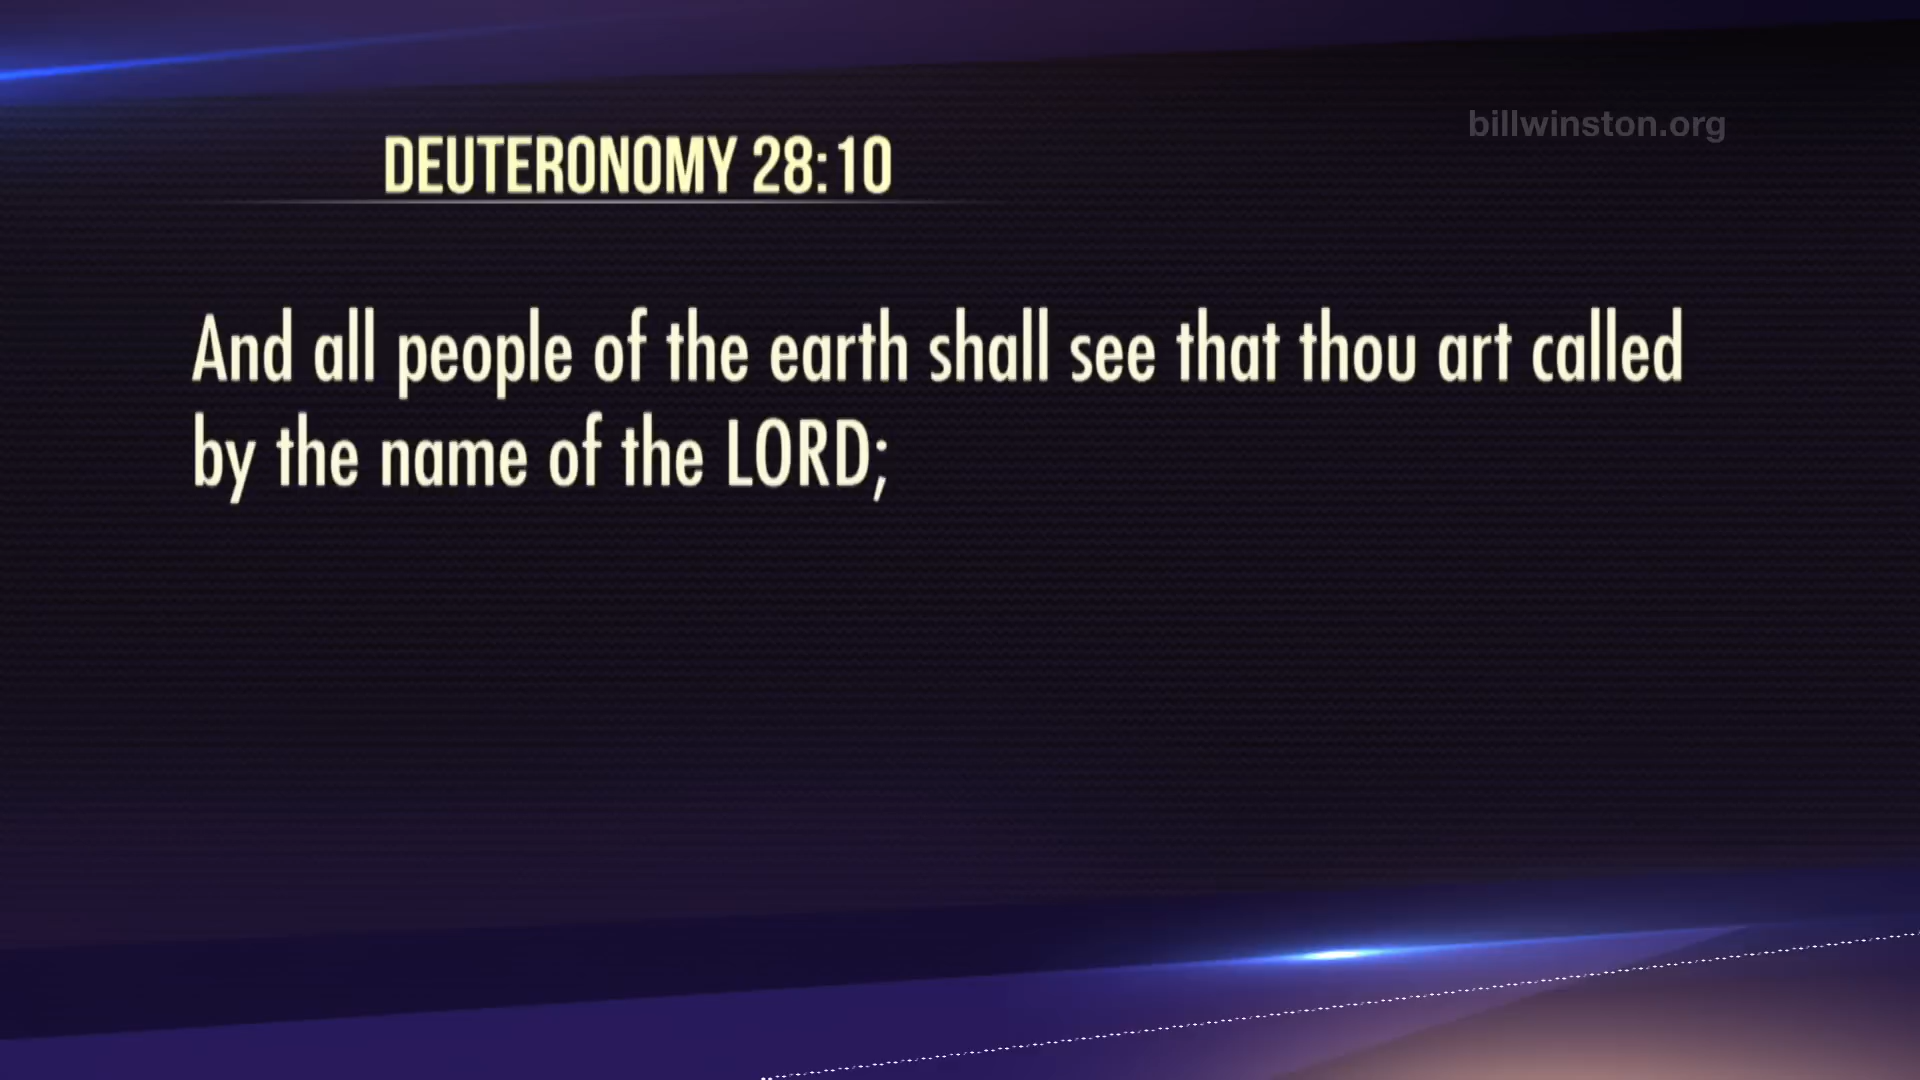 billwinston.org
DEUTERONOMY 28:10
And all people of the earth shall see that thou art called
by the name of the LORD;